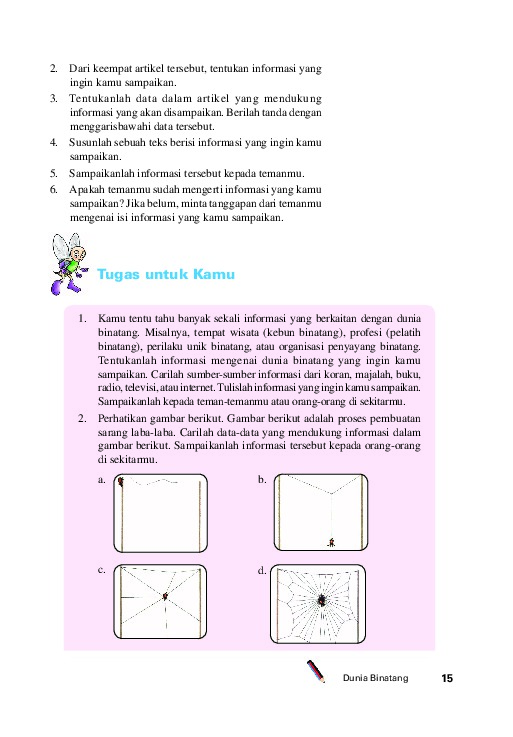 2. Dari keempat artikel tersebut, tentukan informasi yang
ingin kamu sampaikan.
3. Tentukanlah data dalam artikel yang mendukung
informasi yang akan disampaikan. Berilah tanda dengan
menggarisbawahi data tersebut.
4. Susunlah sebuah teks berisi informasi yang ingin kamu
sampaikan.
5. Sampaikanlah informasi tersebut kepada temanmu.
6. Apakah temanmu sudah mengerti informasi yang kamu
sampaikan? Jika belum, minta tanggapan dari temanmu
mengenai isi informasi yang kamu sampaikan.
Tugas untuk Kamu
1. Kamu tentu tahu banyak sekali informasi yang berkaitan dengan dunia
binatang. Misalnya, tempat wisata (kebun binatang), profesi (pelatih
binatang), perilaku unik binatang, atau organisasi penyayang binatang.
Tentukanlah informasi mengenai dunia binatang yang ingin kamu
sampaikan. Carilah sumber-sumber informasi dari koran, majalah, buku,
radio, televisi, atau internet. Tulislah informasi yang ingin kamu sampaikan.
Sampaikanlah kepada teman-temanmu atau orang-orang di sekitarmu.
2. Perhatikan gambar berikut. Gambar berikut adalah proses pembuatan
sarang laba-laba. Carilah data-data yang mendukung informasi dalam
gambar berikut. Sampaikanlah informasi tersebut kepada orang-orang
di sekitarmu.
a.
b.
c.
d.
Dunia Binatang 15